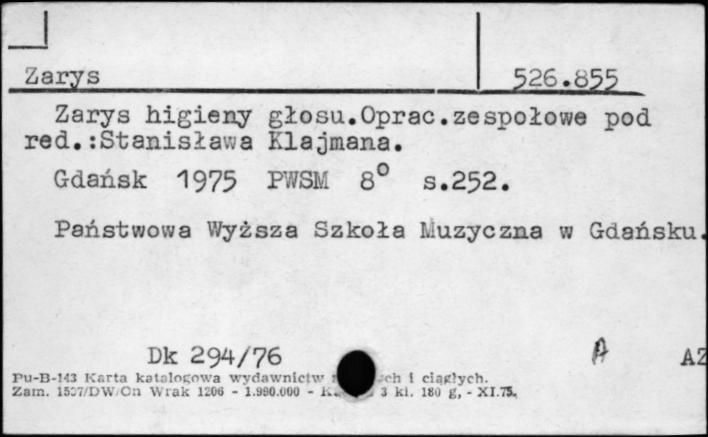 Zarys 526.855
Zarys higieny głosu.Oprac.zespołowe pod
red.:Stanisława Klajmana.
Gdańsk 1975 PWSM 8° s.252.
Państwowa Wyższa Szkoła Muzyczna w Gdańsku.
Dk 294/76 A AZ
Pu-B-143 Karta katalogowa wydawnictw i ciągłych.
Zam. 1507/DW/On Wrak 1206 - 1.990.000 - 3 kl. 180 g, - XI.75.